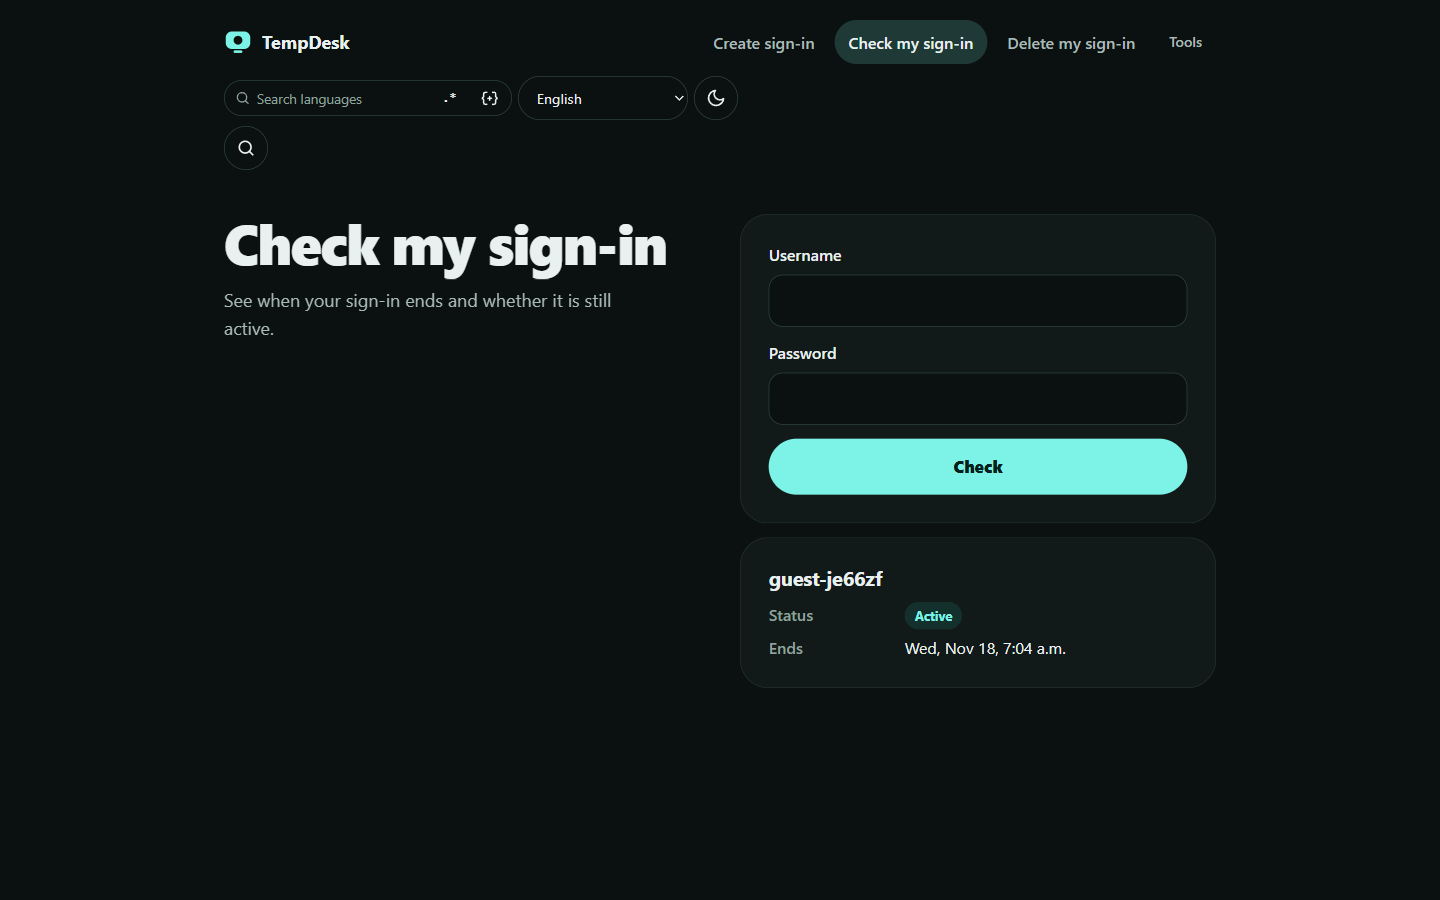 TempDesk
Create sign-in
Check my sign-in
Delete my sign-in
Tools
Search languages
.*
English
Check my sign-in
See when your sign-in ends and whether it is still
active.
Username
Password
Check
guest-je66zf
Status
Active
Ends
Wed, Nov 18, 7:04 a.m.